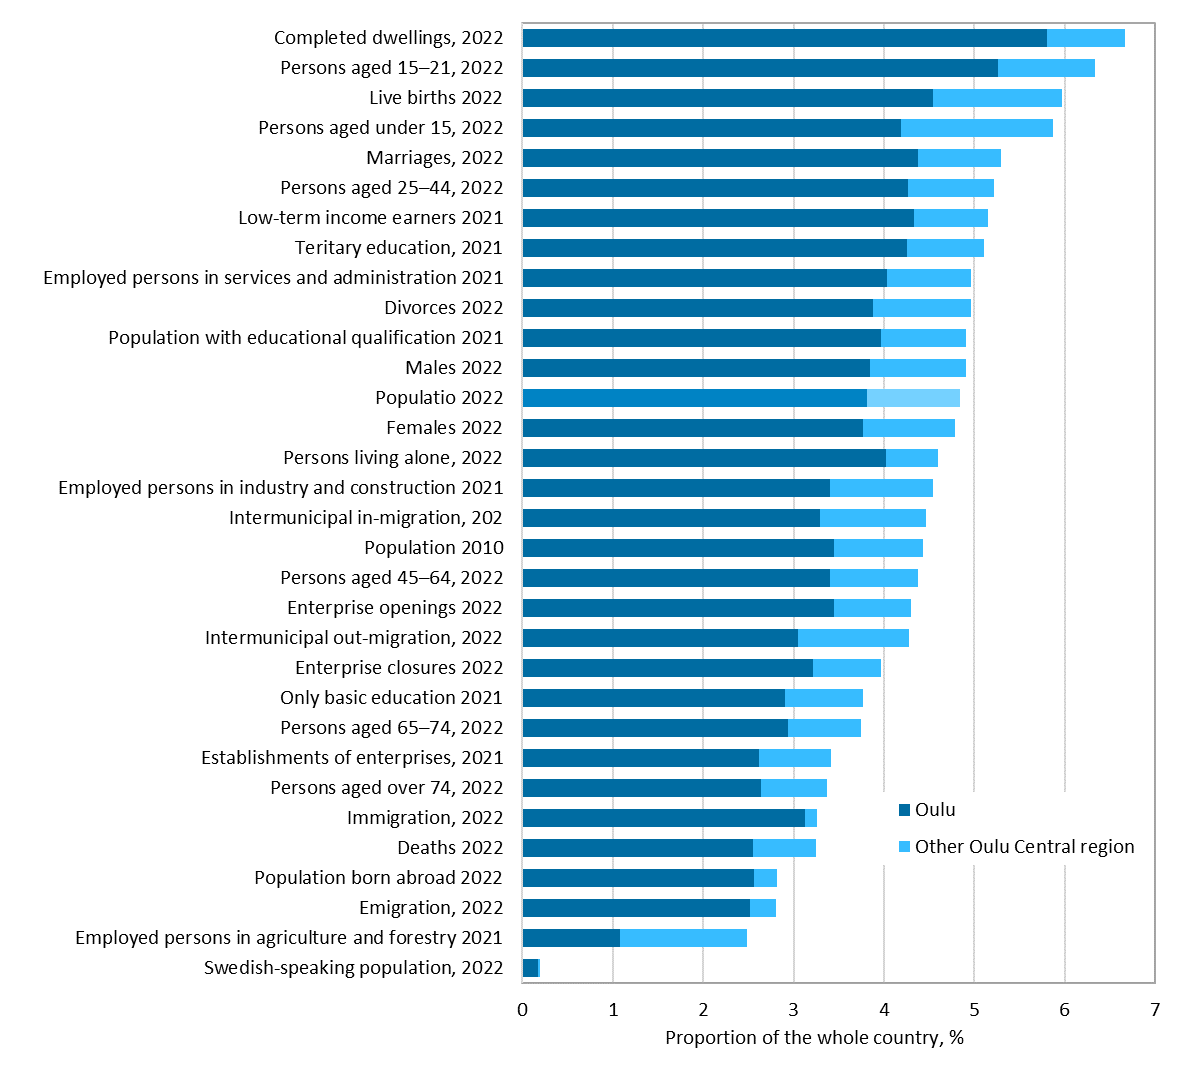 Completed dwellings, 2022
Persons aged 15–21, 2022
Live births 2022
Persons aged under 15, 2022
Marriages, 2022
Persons aged 25–44, 2022
Low-term income earners 2021
Teritary education, 2021
Employed persons in services and administration 2021
Divorces 2022
Population with educational qualification 2021
Males 2022
Populatio 2022
Females 2022
Persons living alone, 2022
Employed persons in industry and construction 2021
Intermunicipal in-migration, 202
Population 2010
Persons aged 45–64, 2022
Enterprise openings 2022
Intermunicipal out-migration, 2022
Enterprise closures 2022
Only basic education 2021
Persons aged 65–74, 2022
Establishments of enterprises, 2021
Persons aged over 74, 2022
Immigration, 2022
Deaths 2022
Population born abroad 2022
Emigration, 2022
Employed persons in agriculture and forestry 2021
Swedish-speaking population, 2022
Oulu
Other Oulu Central region
0 1 2 3 4 5 6 7
Proportion of the whole country, %